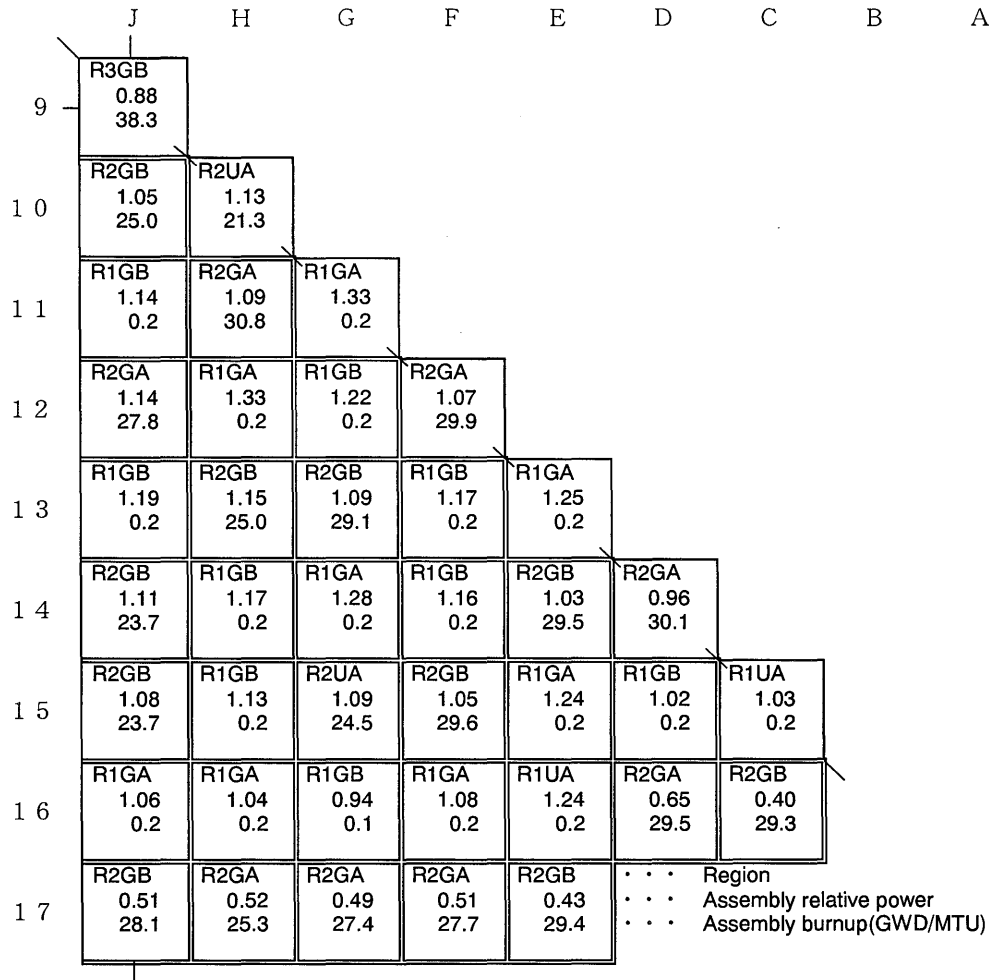 J H G F E D C B A
9
R3GB
0.88
38.3
10
R2GB R2UA
1.05 1.13
25.0 21.3
11
R1GB R2GA R1GA
1.14 1.09 1.33
0.2 30.8 0.2
12
R2GA R1GA R1GB R2GA
1.14 1.33 1.22 1.07
27.8 0.2 0.2 29.9
13
R1GB R2GB R2GB R1GB R1GA
1.19 1.15 1.09 1.17 1.25
0.2 25.0 29.1 0.2 0.2
14
R2GB R1GB R1GA R1GB R2GB R2GA
1.11 1.17 1.28 1.16 1.03 0.96
23.7 0.2 0.2 0.2 29.5 30.1
15
R2GB R1GB R2UA R2GB R1GA R1GB R1UA
1.08 1.13 1.09 1.05 1.24 1.02 1.03
23.7 0.2 24.5 29.6 0.2 0.2 0.2
16
R1GA R1GA R1GB R1GA R1UA R2GA R2GB
1.06 1.04 0.94 1.08 1.24 0.65 0.40
0.2 0.2 0.1 0.2 0.2 29.5 29.3
17
R2GB R2GA R2GA R2GA R2GB · · · Region
0.51 0.52 0.49 0.51 0.43 · · · Assembly relative power
28.1 25.3 27.4 27.7 29.4 · · · Assembly burnup(GWD/MTU)